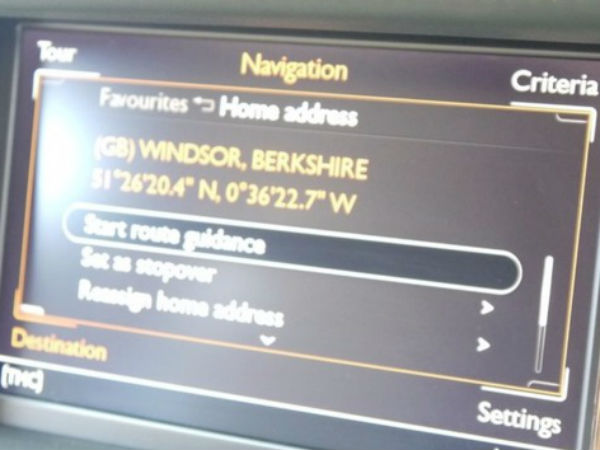 Tour
Navigation
Criteria
Favourites Home address
(GB) WINDSOR, BERKSHIRE
51°26'20.4" N, 0°36'22.7" W
Start route guidance
Set as stopover
Reassign home address
Destination
(TMC)
Settings